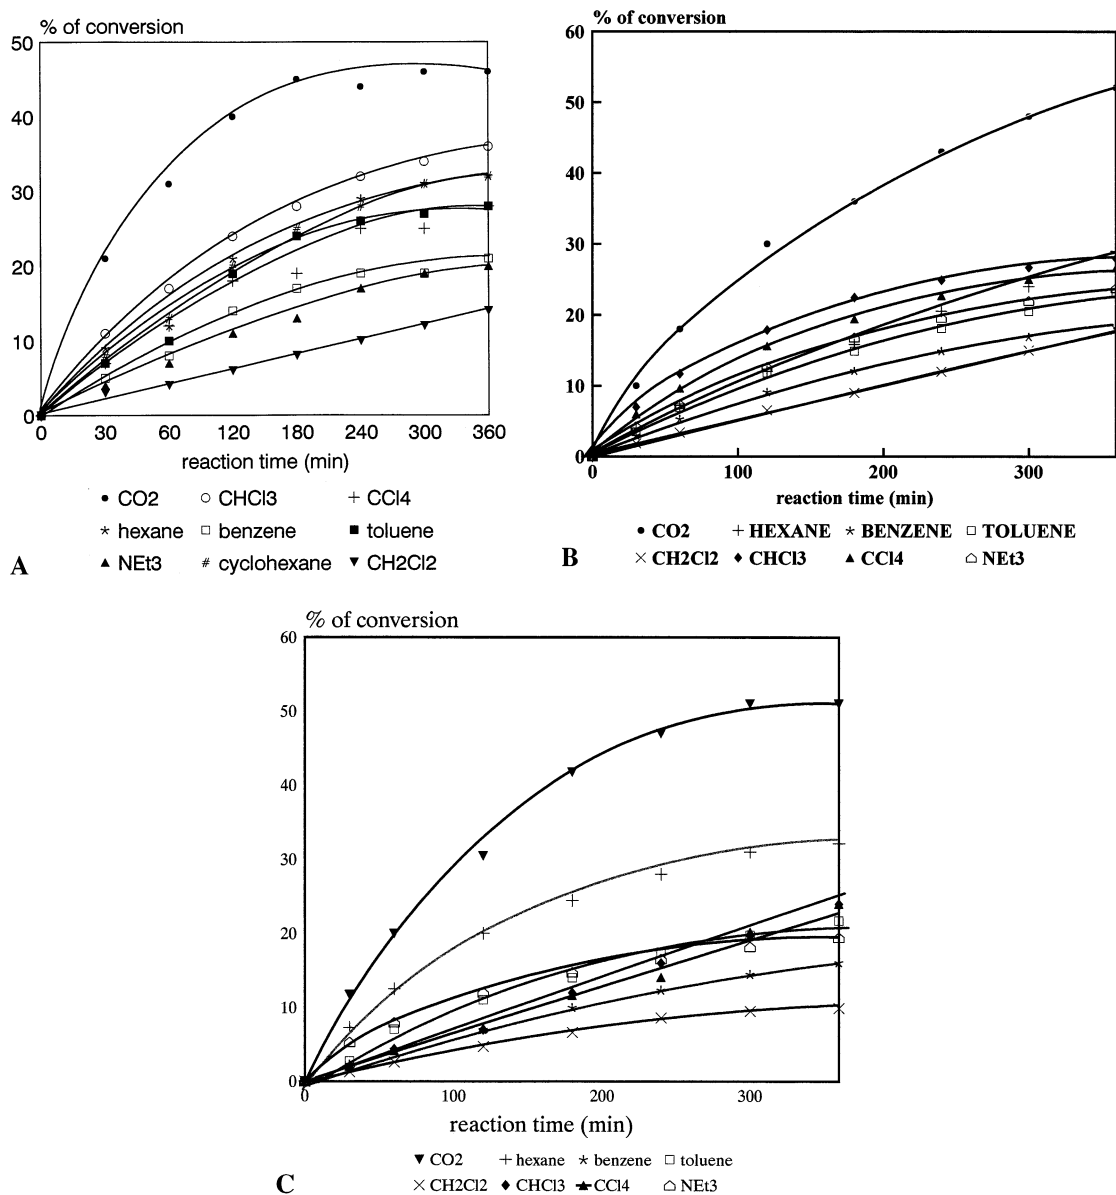 % of conversion
50
40
30
20
10
0
0 30 60 120 180 240 300 360
reaction time (min)
CO2 CHCl3 CCl4
hexane benzene toluene
NEt3 cyclohexane CH2Cl2
A
% of conversion
60
50
40
30
20
10
0
0 100 200 300
reaction time (min)
CO2 HEXANE BENZENE TOLUENE
CH2Cl2 CHCl3 CCl4 NEt3
B
% of conversion
60
50
40
30
20
10
0
0 100 200 300
reaction time (min)
CO2 hexane benzene toluene
CH2Cl2 CHCl3 CCl4 NEt3
C